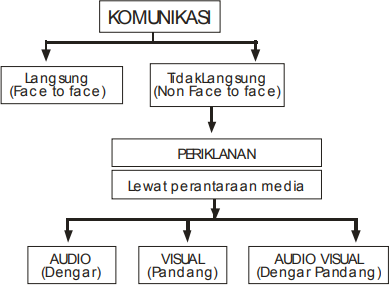 KOMUNIKASI
Langsung
(Face to face)
TidakLangsung
(Non Face to face)
PERIKLANAN
Lewat perantaraan media
AUDIO
(Dengar)
VISUAL
(Pandang)
AUDIO VISUAL
(Dengar Pandang)